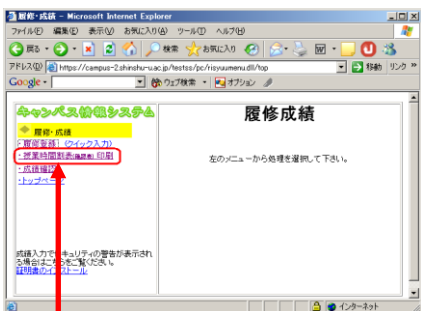 履修・成績 - Microsoft Internet Explorer
ファイル(F) 編集(E) 表示(V) お気に入り(A) ツール(T) ヘルプ(H)
戻る 検索 お気に入り
アドレス(D) https://campus-2.shinshu-u.ac.jp/testss/pc/risyuumenu.dll/top 移動 リンク »
Google ウェブ検索 オプション
キャンパス情報システム
履修・成績
[履修登録] (クイック入力)
・授業時間割表(確認表) 印刷
・成績確認
・トップページ
成績入力でセキュリティの警告が表示され
る場合はこちらをご覧ください。
証明書のインストール
履修成績
左のメニューから処理を選択して下さい。
インターネット